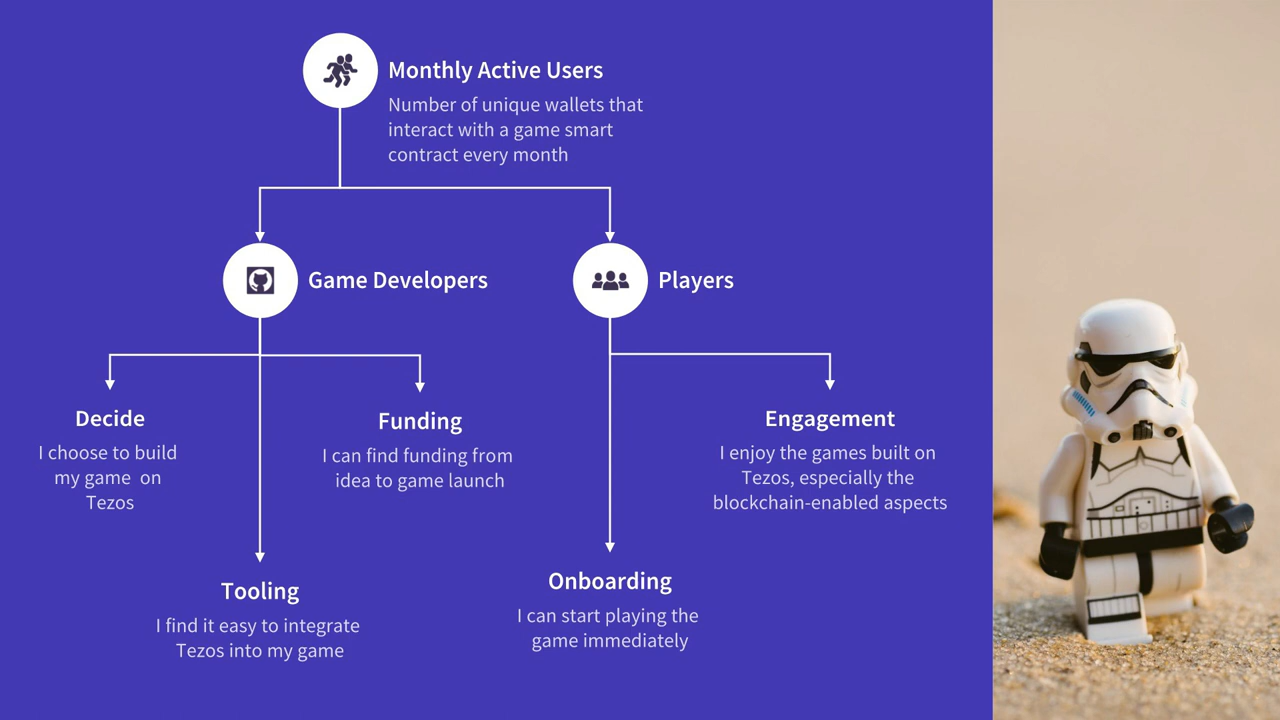 Monthly Active Users
Number of unique wallets that
interact with a game smart
contract every month
Game Developers
Players
Decide
I choose to build
my game  on
Tezos
Funding
I can find funding from
idea to game launch
Engagement
I enjoy the games built on
Tezos, especially the
blockchain-enabled aspects
Tooling
I find it easy to integrate
Tezos into my game
Onboarding
I can start playing the
game immediately